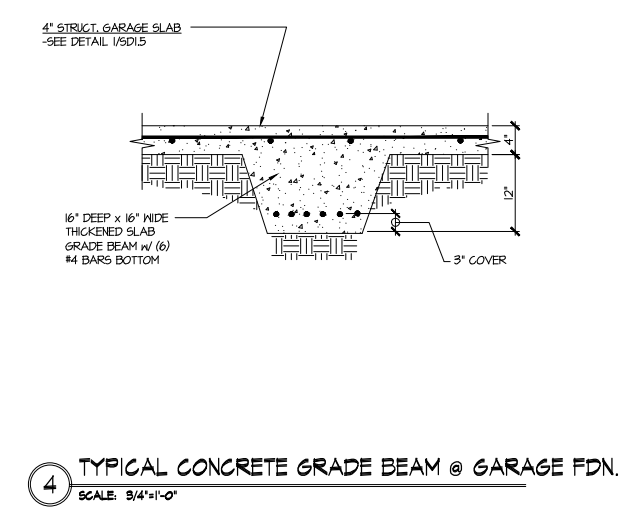 4" STRUCT. GARAGE SLAB
-SEE DETAIL 1/SD1.5
4"
12"
16" DEEP x 16" WIDE
THICKENED SLAB
GRADE BEAM w/ (6)
#4 BARS BOTTOM
3" COVER
4
TYPICAL CONCRETE GRADE BEAM @ GARAGE FDN.
SCALE: 3/4"=1'-0"